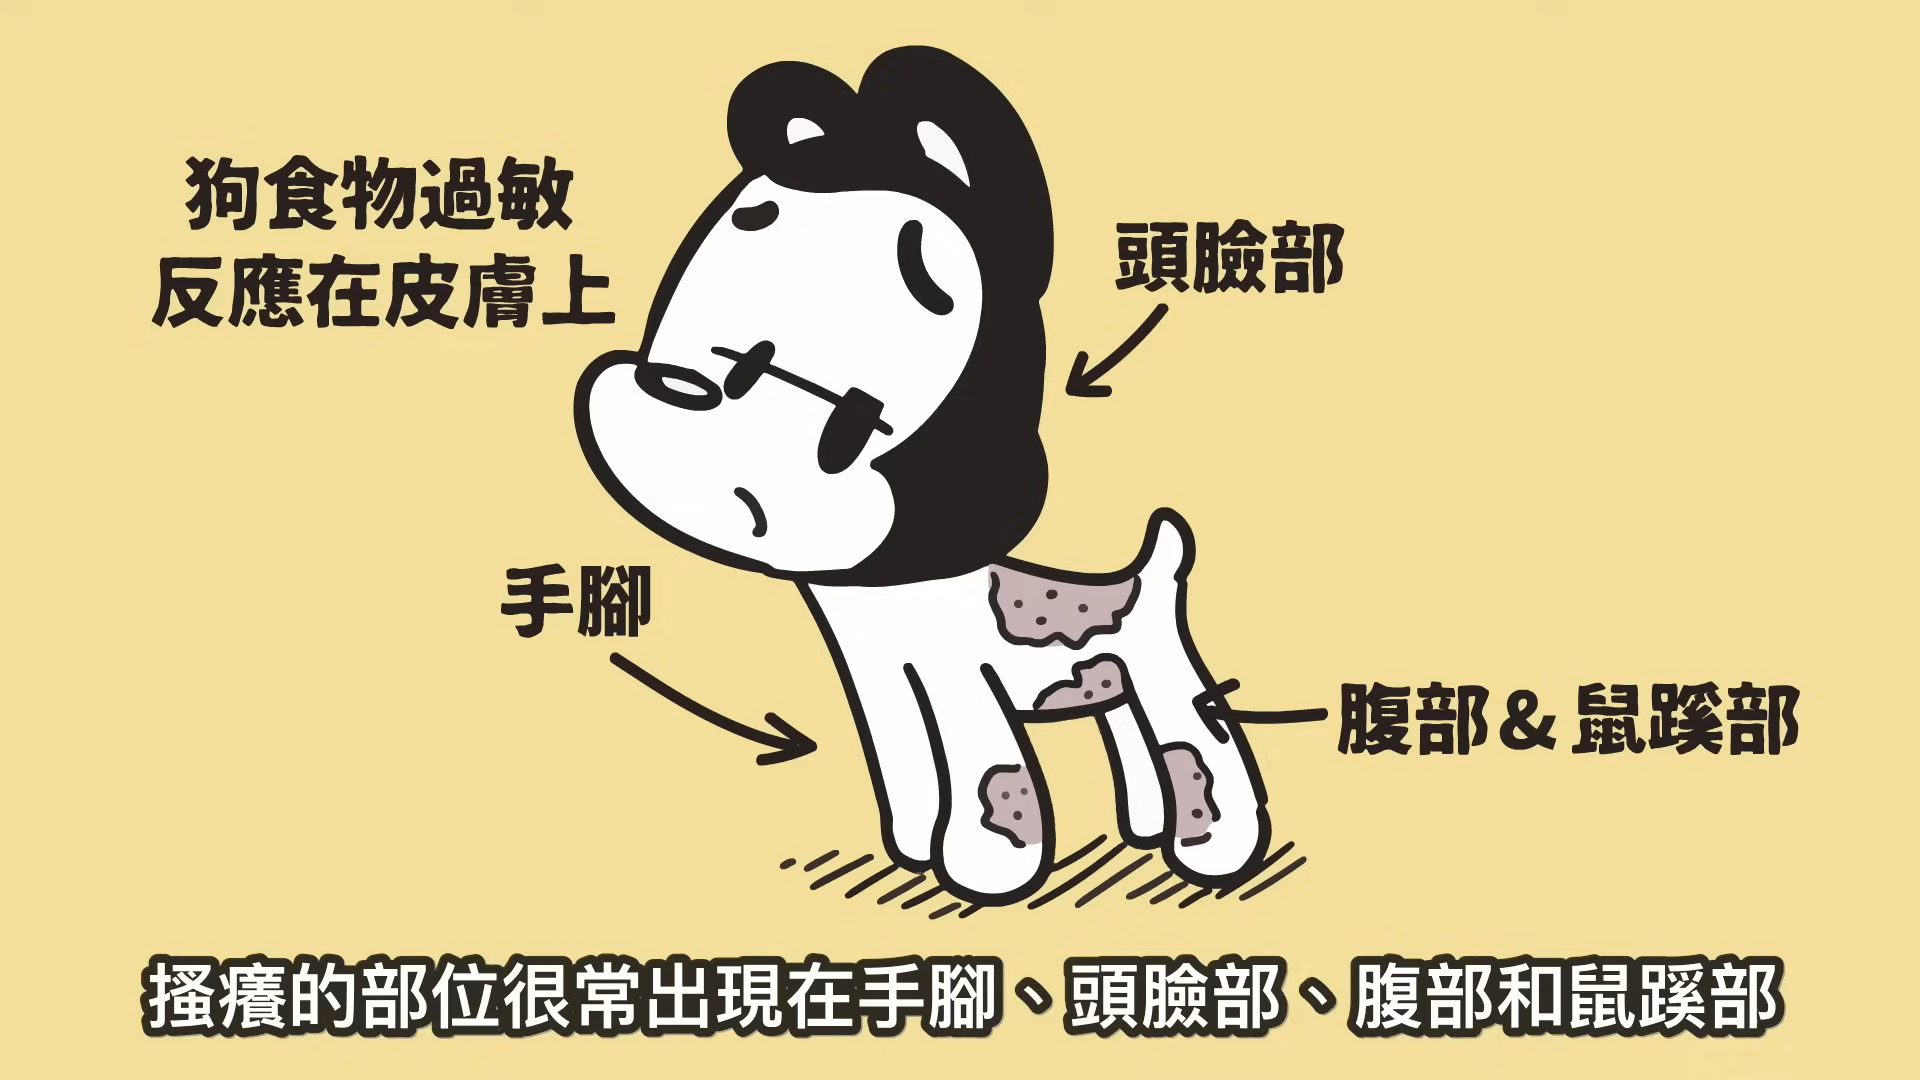 狗食物過敏
反應在皮膚上
頭臉部
手腳
腹部&鼠蹊部
搔癢的部位很常出現在手腳、頭臉部、腹部和鼠蹊部